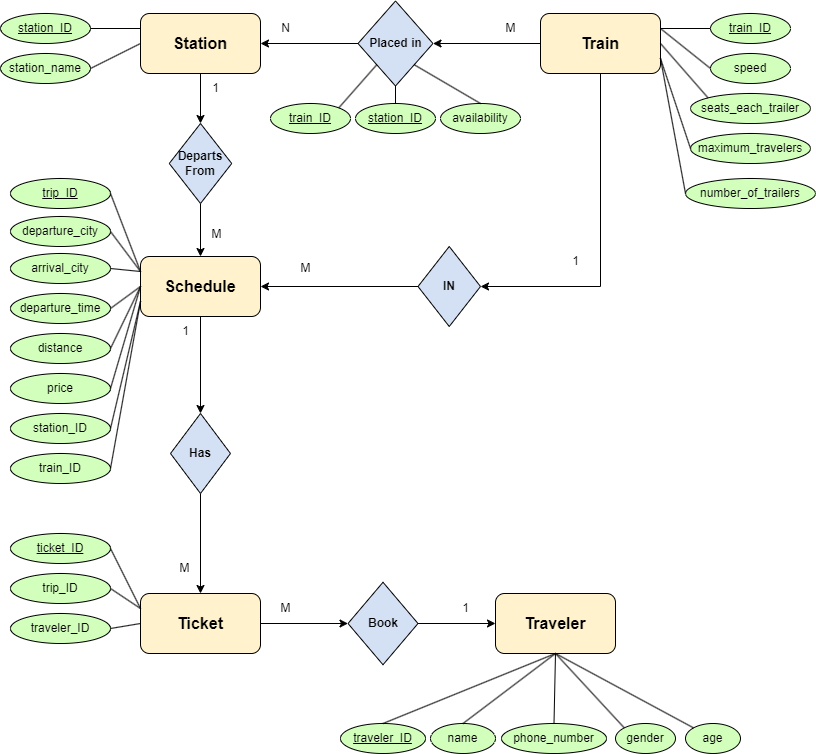 station_ID
station_name
Station
N
Placed in
M
Train
train_ID
speed
seats_each_trailer
maximum_travelers
number_of_trailers
train_ID
station_ID
availability
1
Departs
From
M
trip_ID
departure_city
arrival_city
departure_time
distance
price
station_ID
train_ID
Schedule
M
IN
1
1
Has
M
ticket_ID
trip_ID
traveler_ID
Ticket
M
Book
1
Traveler
traveler_ID
name
phone_number
gender
age